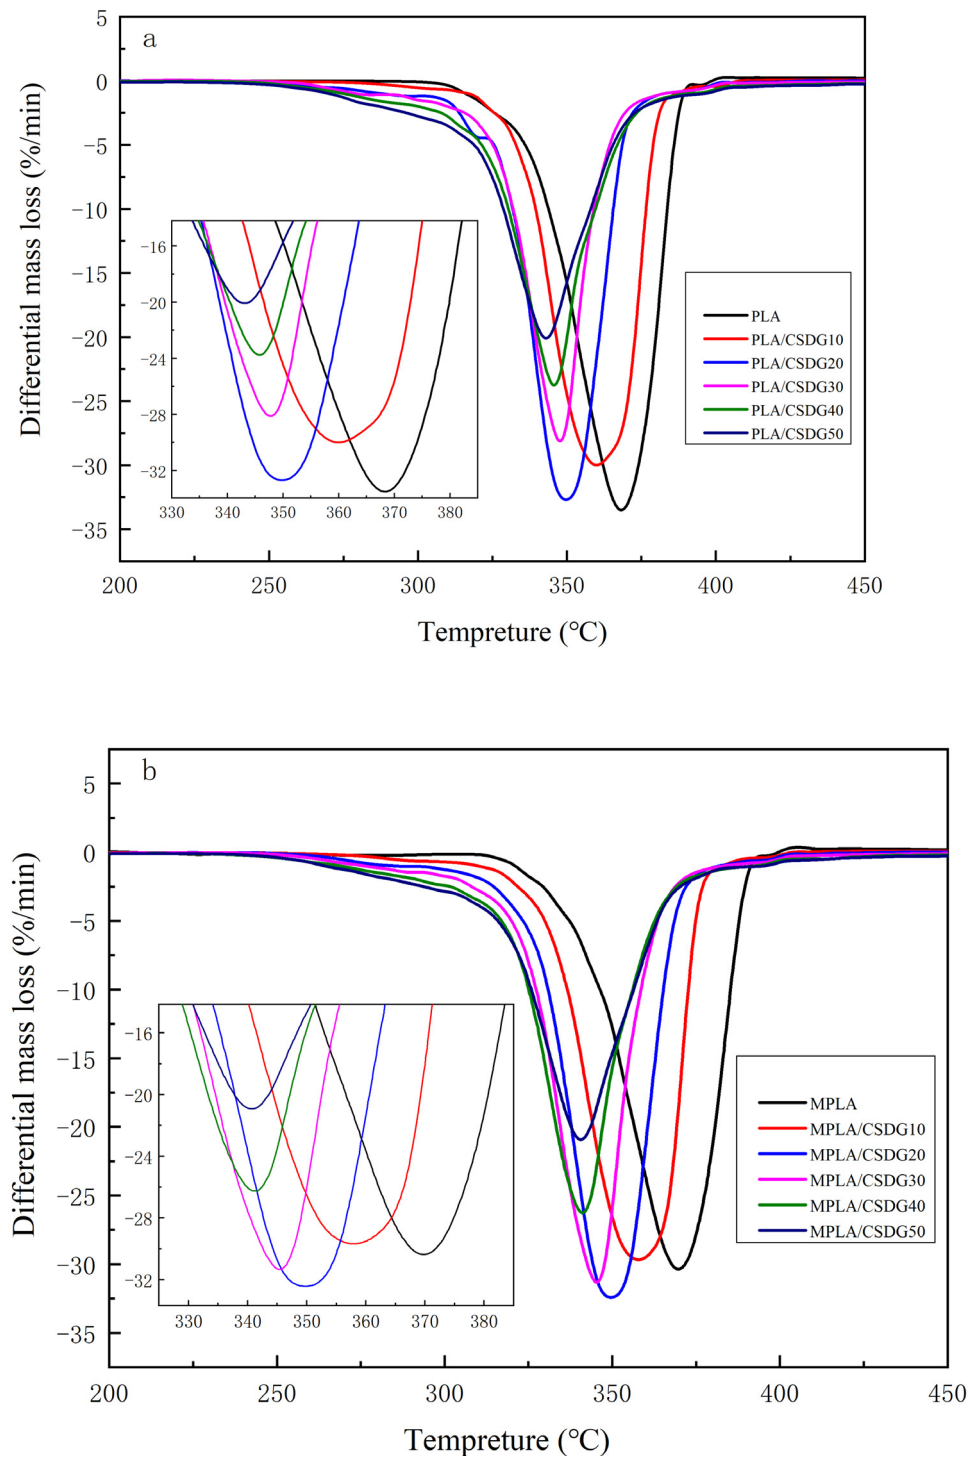 a
5
0
-5
-10
-15
-20
-25
-30
-35
Differential mass loss (%/min)
-16
-20
-24
-28
-32
330 340 350 360 370 380
PLA
PLA/CSDG10
PLA/CSDG20
PLA/CSDG30
PLA/CSDG40
PLA/CSDG50
200 250 300 350 400 450
Tempreture (℃)
b
5
0
-5
-10
-15
-20
-25
-30
-35
Differential mass loss (%/min)
-16
-20
-24
-28
-32
330 340 350 360 370 380
MPLA
MPLA/CSDG10
MPLA/CSDG20
MPLA/CSDG30
MPLA/CSDG40
MPLA/CSDG50
200 250 300 350 400 450
Tempreture (℃)